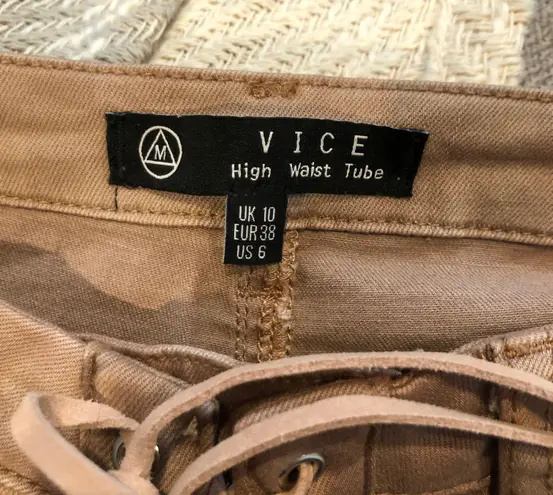 M
VICE
High Waist Tube
UK 10
EUR 38
US 6